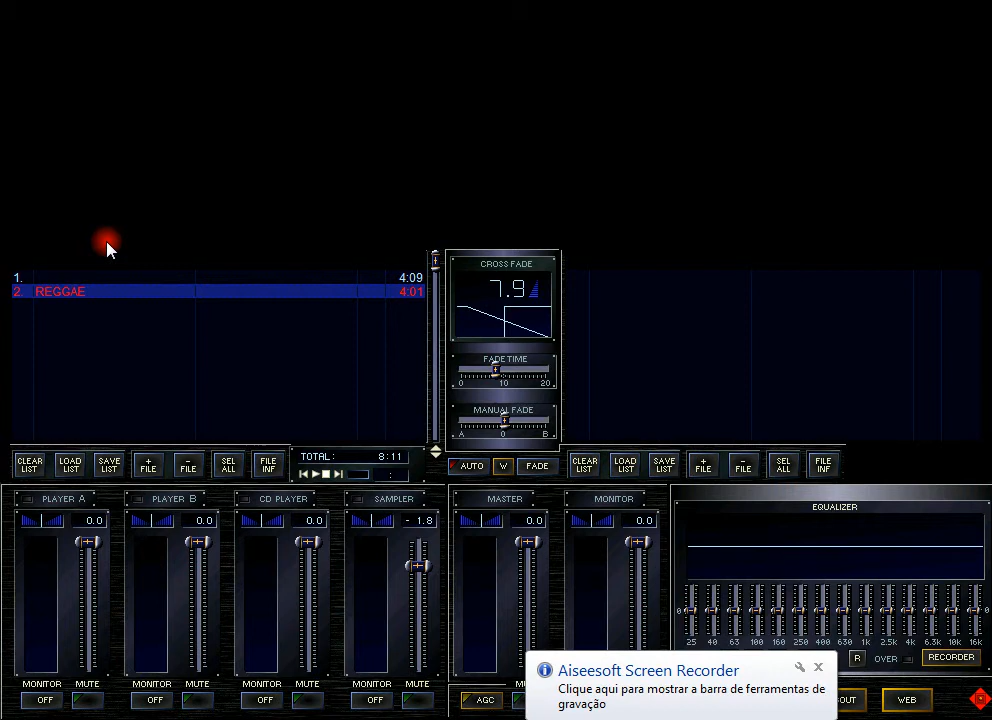 1. 4:09
2. REGGAE 4:01
CROSS FADE
7.9
FADE TIME
0 10 20
MANUAL FADE
A 0 B
CLEAR LIST
LOAD LIST
SAVE LIST
+ FILE
- FILE
SEL ALL
FILE INF
TOTAL: 8:11
:
AUTO W FADE
CLEAR LIST
LOAD LIST
SAVE LIST
+ FILE
- FILE
SEL ALL
FILE INF
PLAYER A
0.0
MONITOR MUTE
OFF
PLAYER B
0.0
MONITOR MUTE
OFF
CD PLAYER
0.0
MONITOR MUTE
OFF
SAMPLER
- 1.8
MONITOR MUTE
OFF
MASTER
0.0
AGC
MONITOR
0.0
EQUALIZER
0 0
25 40 63 100 160 250 400 630 1k 2.5k 4k 6.3k 10k 16k
R OVER RECORDER
OUT WEB
Aiseesoft Screen Recorder
Clique aqui para mostrar a barra de ferramentas de
gravação